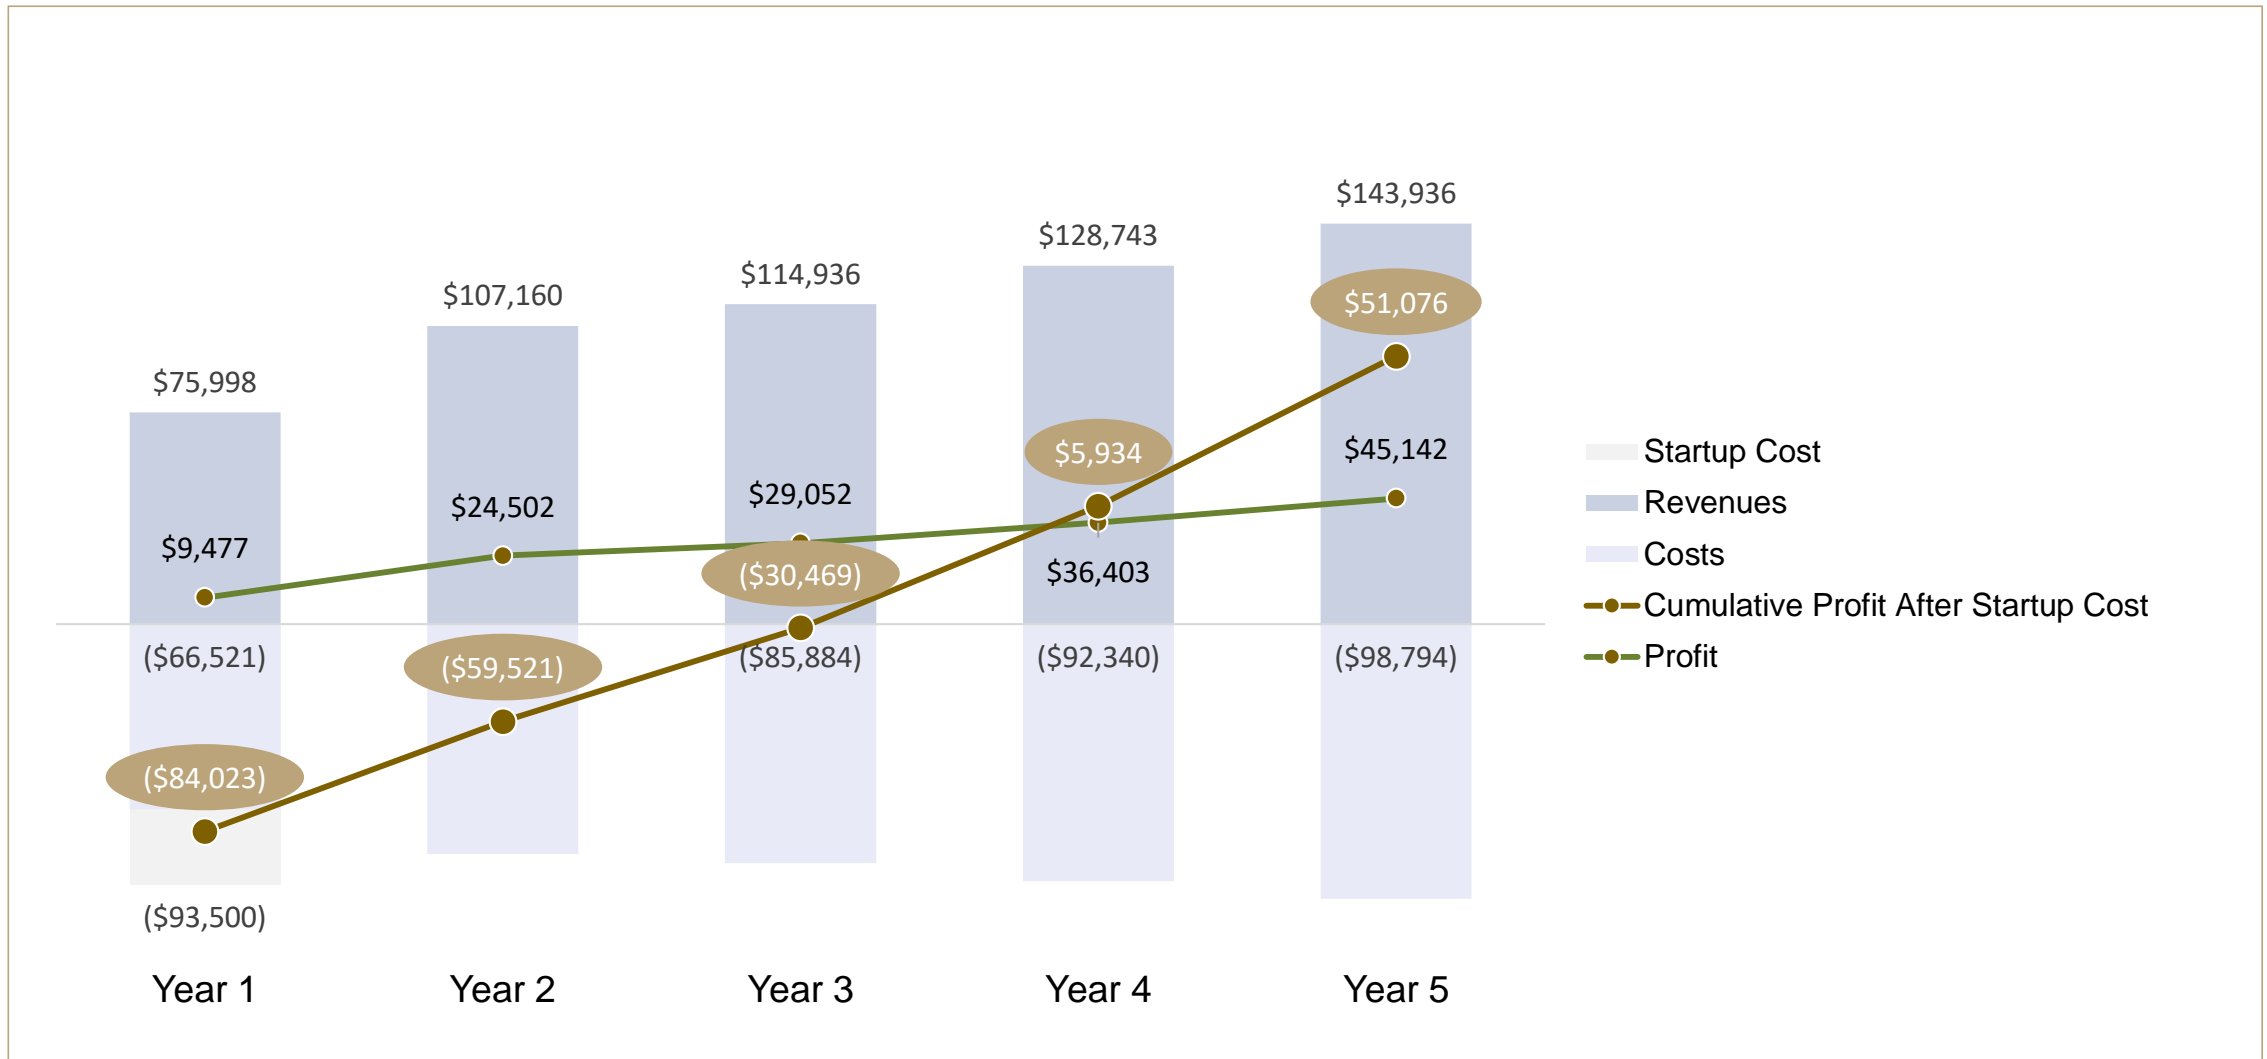 $143,936
$128,743
$114,936
$107,160
$75,998
$51,076
$5,934
$45,142
$29,052
$24,502
$9,477
($30,469)
$36,403
($66,521)
($59,521)
($85,884)
($92,340)
($98,794)
($84,023)
($93,500)
Year 1
Year 2
Year 3
Year 4
Year 5
Startup Cost
Revenues
Costs
Cumulative Profit After Startup Cost
Profit